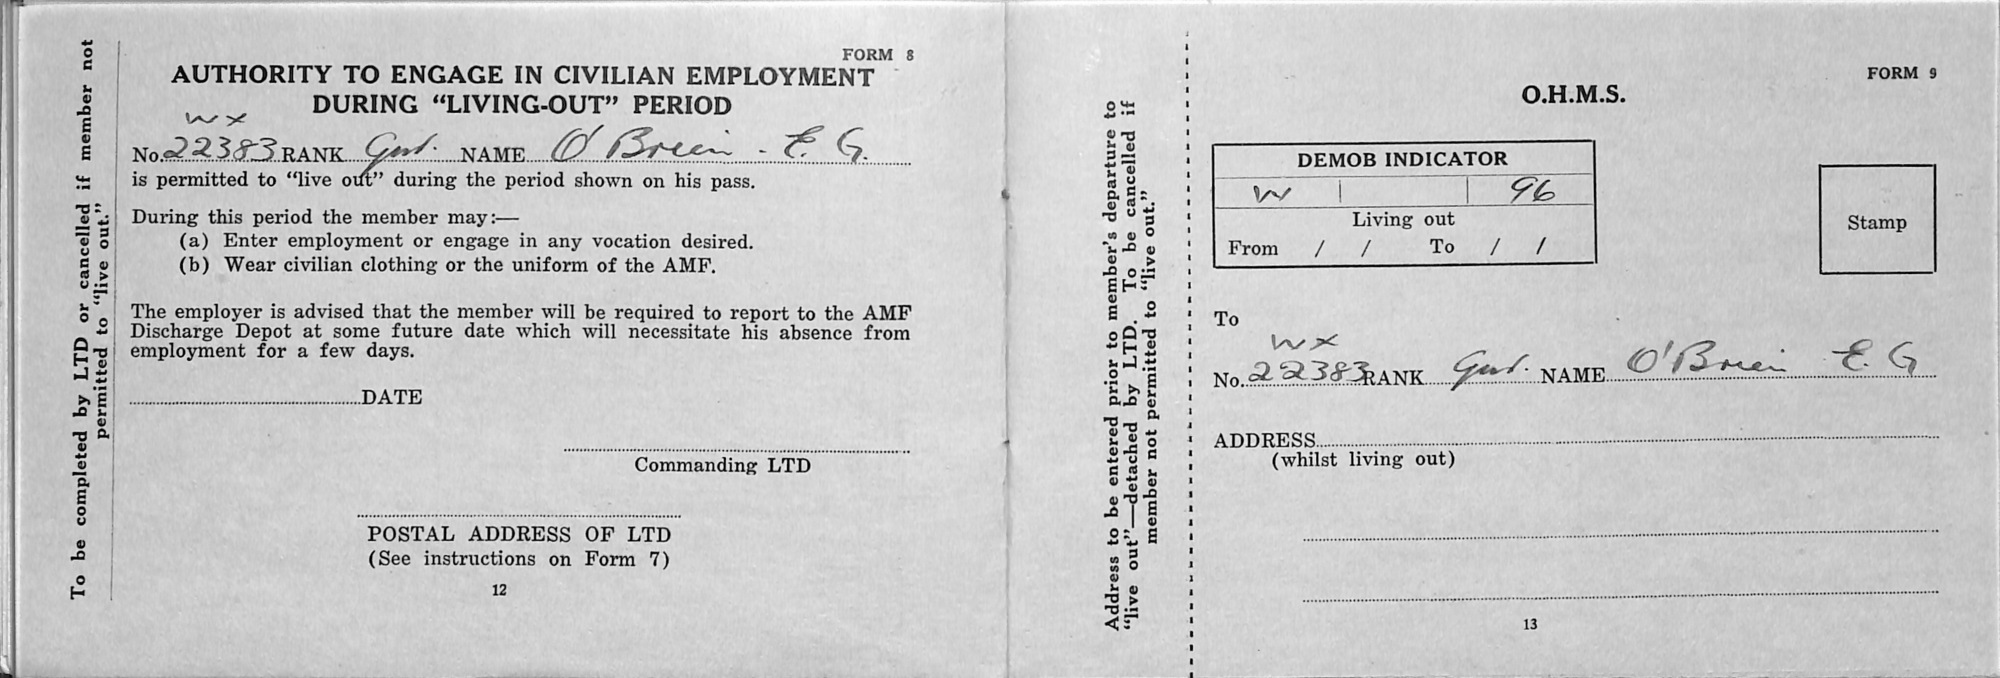 To be completed by LTD or cancelled if member not
permitted to "live out."
FORM 8
AUTHORITY TO ENGAGE IN CIVILIAN EMPLOYMENT
DURING "LIVING-OUT" PERIOD
WX
No. 22383 RANK Gnr. NAME O'Brien - E. G.
is permitted to "live out" during the period shown on his pass.
During this period the member may:—
(a) Enter employment or engage in any vocation desired.
(b) Wear civilian clothing or the uniform of the AMF.
The employer is advised that the member will be required to report to the AMF
Discharge Depot at some future date which will necessitate his absence from
employment for a few days.
DATE
Commanding LTD
POSTAL ADDRESS OF LTD
(See instructions on Form 7)
12
Address to be entered prior to member's departure to
"live out"—detached by LTD. To be cancelled if
member not permitted to "live out."
FORM 9
O.H.M.S.
DEMOB INDICATOR
W 96
Living out
From / / To / /
Stamp
To
WX
No. 22383 RANK Gnr. NAME O'Brien E. G
ADDRESS
(whilst living out)
13